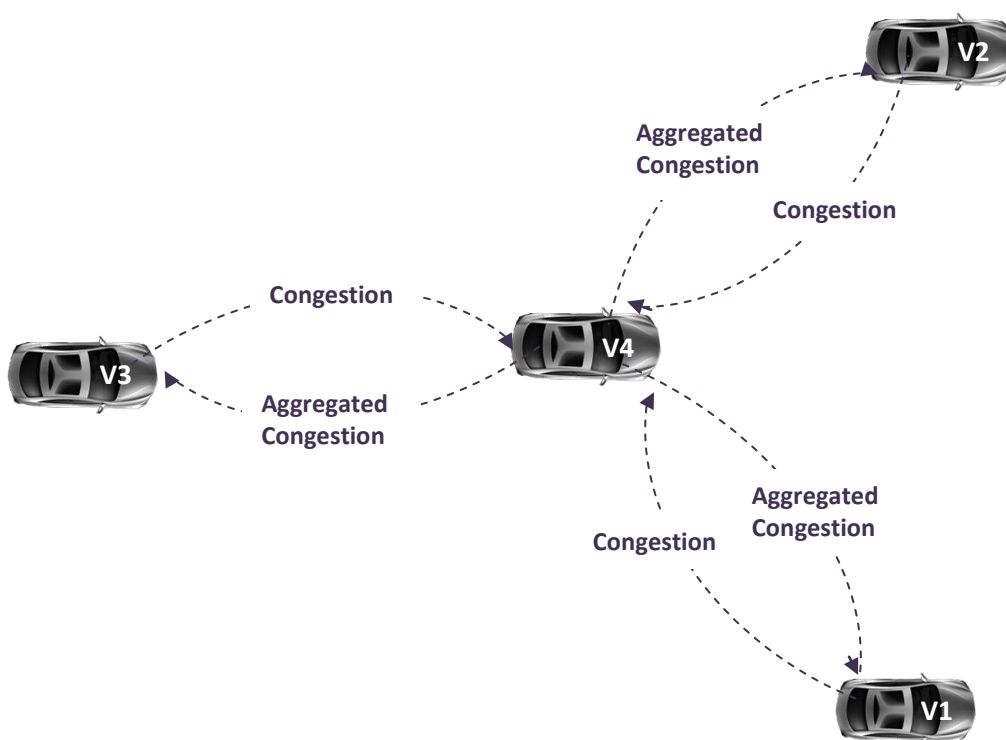 V2
Aggregated
Congestion
Congestion
Congestion
V4
V3
Aggregated
Congestion
Aggregated
Congestion
Congestion
V1